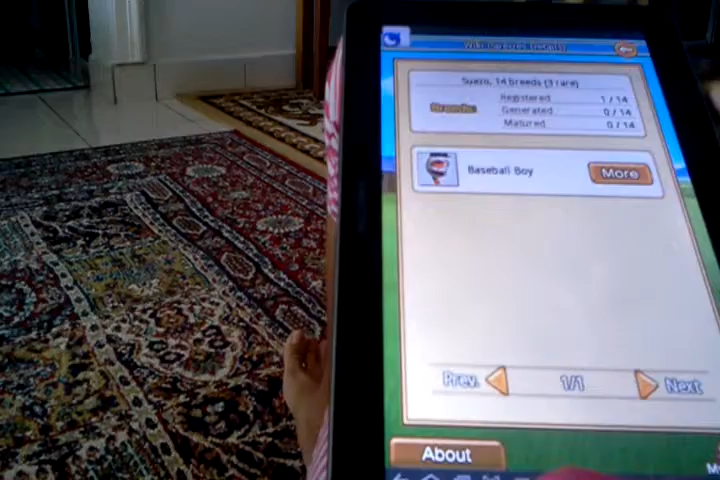 Suezo, 14 breeds (3 rare)
Registered 1 / 14
Generated 0 / 14
Matured 0 / 14
Baseball Boy
More
Prev. 1/1 Next
About